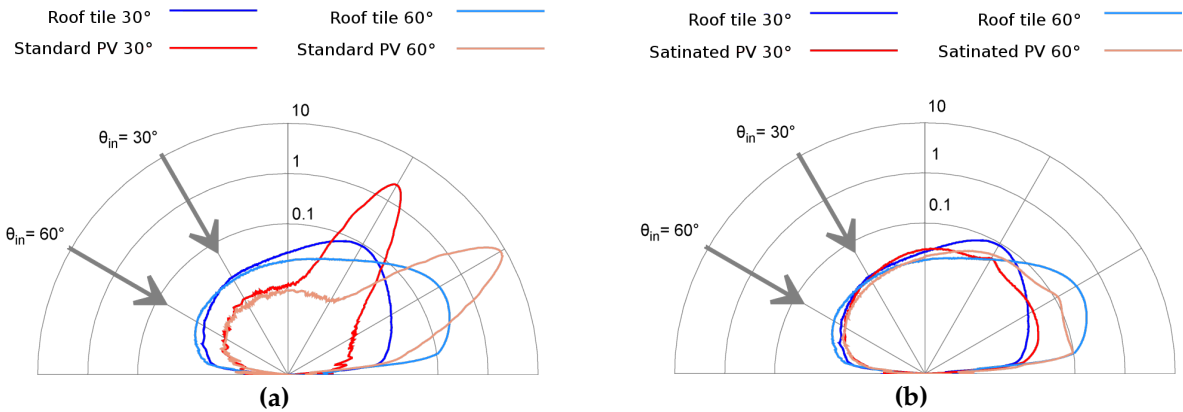 Roof tile 30°
Roof tile 60°
Standard PV 30°
Standard PV 60°
10
θin= 30°
1
0.1
θin= 60°
(a)
Roof tile 30°
Roof tile 60°
Satinated PV 30°
Satinated PV 60°
10
θin= 30°
1
0.1
θin= 60°
(b)